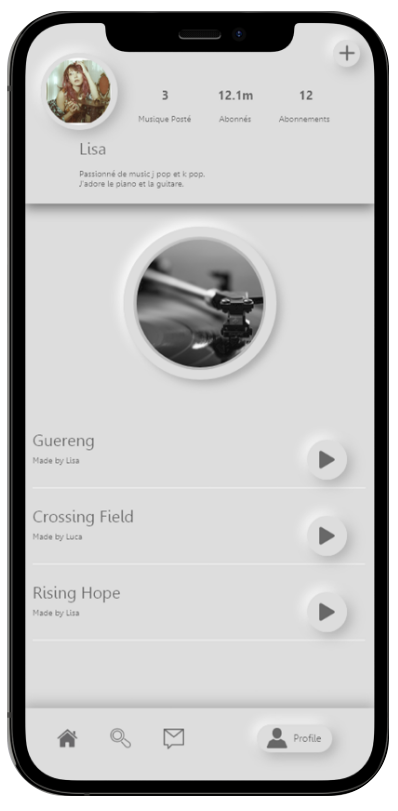 3 12.1m 12
Musique Posté Abonnés Abonnements
Lisa
Passionné de music j pop et k pop.
J'adore le piano et la guitare.
Guereng
Made by Lisa
Crossing Field
Made by Luca
Rising Hope
Made by Lisa
Profile